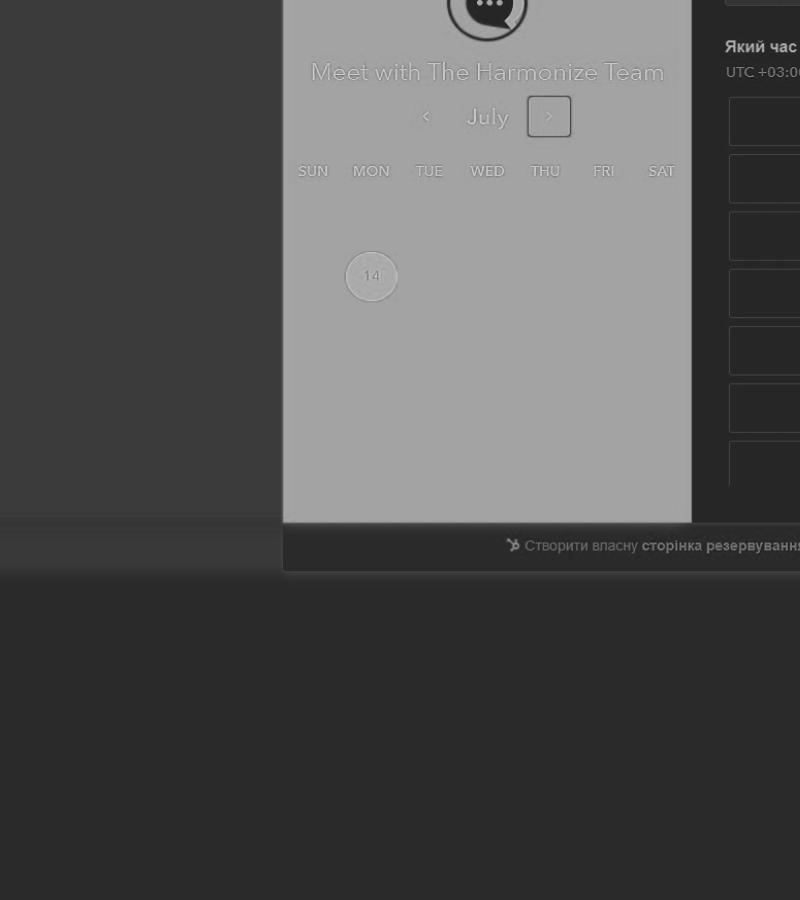 Meet with The Harmonize Team
July
SUN MON TUE WED THU FRI SAT
14
Який час
UTC +03:0
Створити власну сторінка резервування